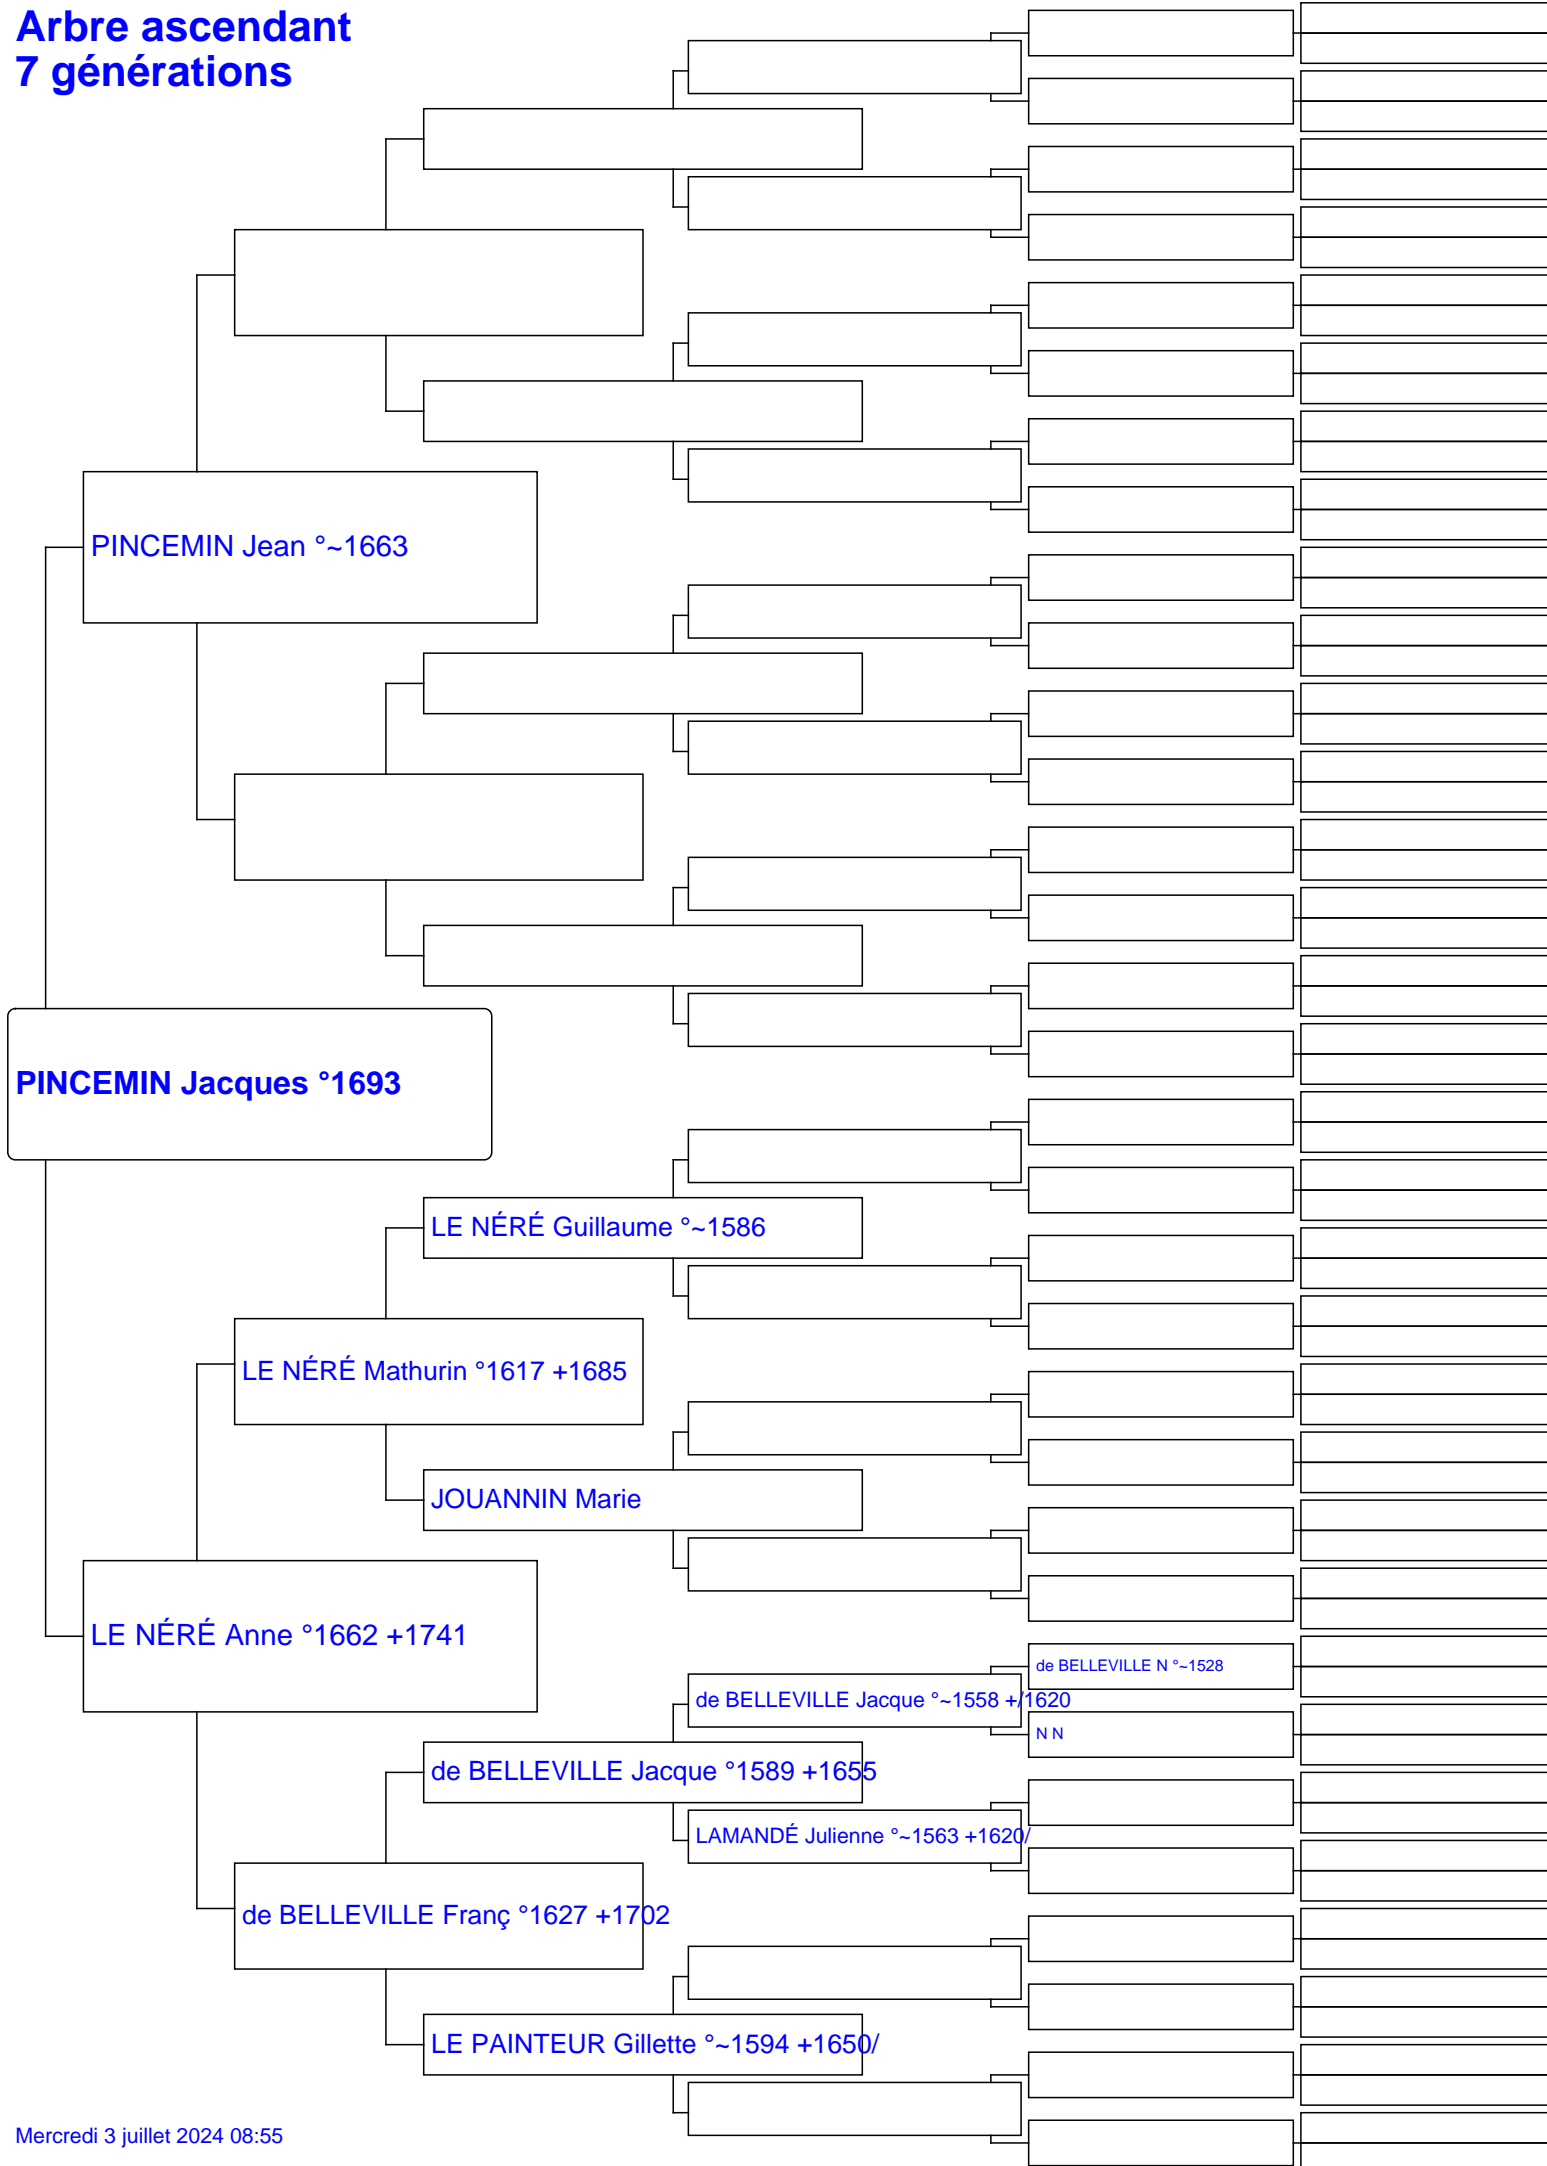 Arbre ascendant
7 générations
PINCEMIN Jean °~1663
PINCEMIN Jacques °1693
LE NÉRÉ Guillaume °~1586
LE NÉRÉ Mathurin °1617 +1685
JOUANNIN Marie
LE NÉRÉ Anne °1662 +1741
de BELLEVILLE N °~1528
de BELLEVILLE Jacque °~1558 +/1620
N N
de BELLEVILLE Jacque °1589 +1655
LAMANDÉ Julienne °~1563 +1620/
de BELLEVILLE Franç °1627 +1702
LE PAINTEUR Gillette °~1594 +1650/
Mercredi 3 juillet 2024 08:55